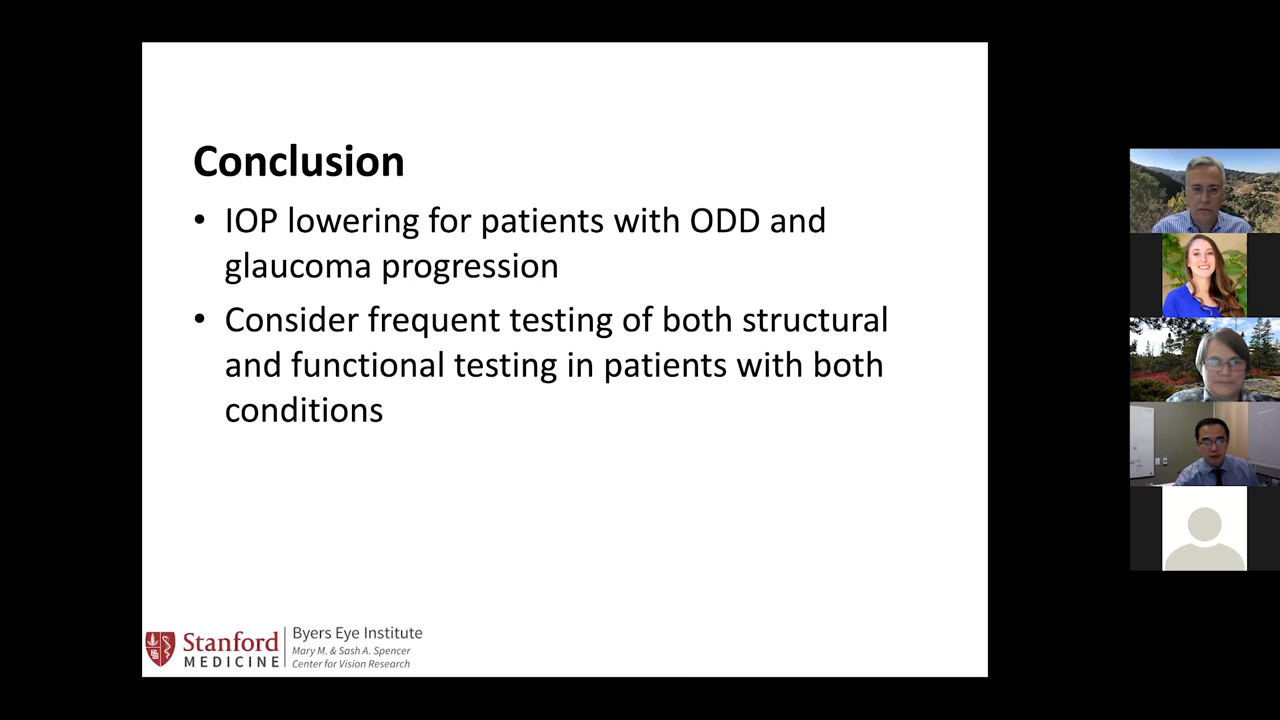 Conclusion
• IOP lowering for patients with ODD and
glaucoma progression
• Consider frequent testing of both structural
and functional testing in patients with both
conditions
Stanford
MEDICINE
Byers Eye Institute
Mary M. & Sash A. Spencer
Center for Vision Research